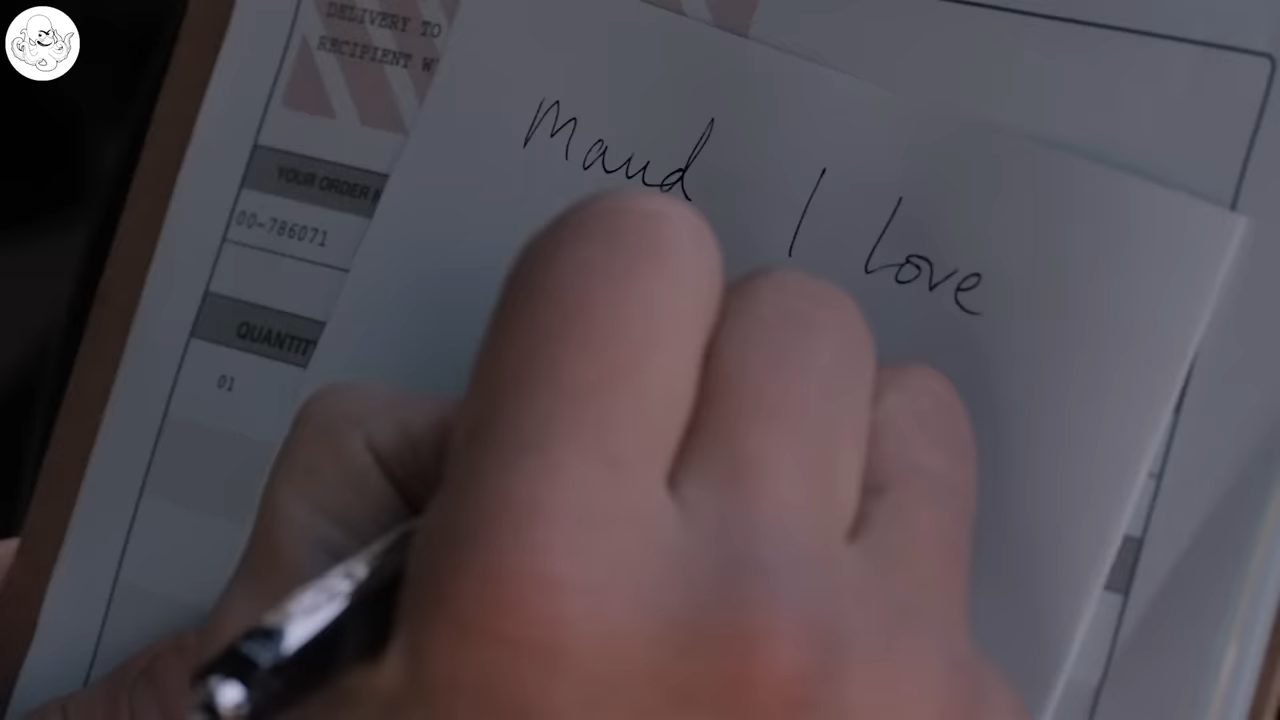 DELIVERY TO
RECIPIENT W
YOUR ORDER N
00-786071
QUANTIT
01
Maud I Love